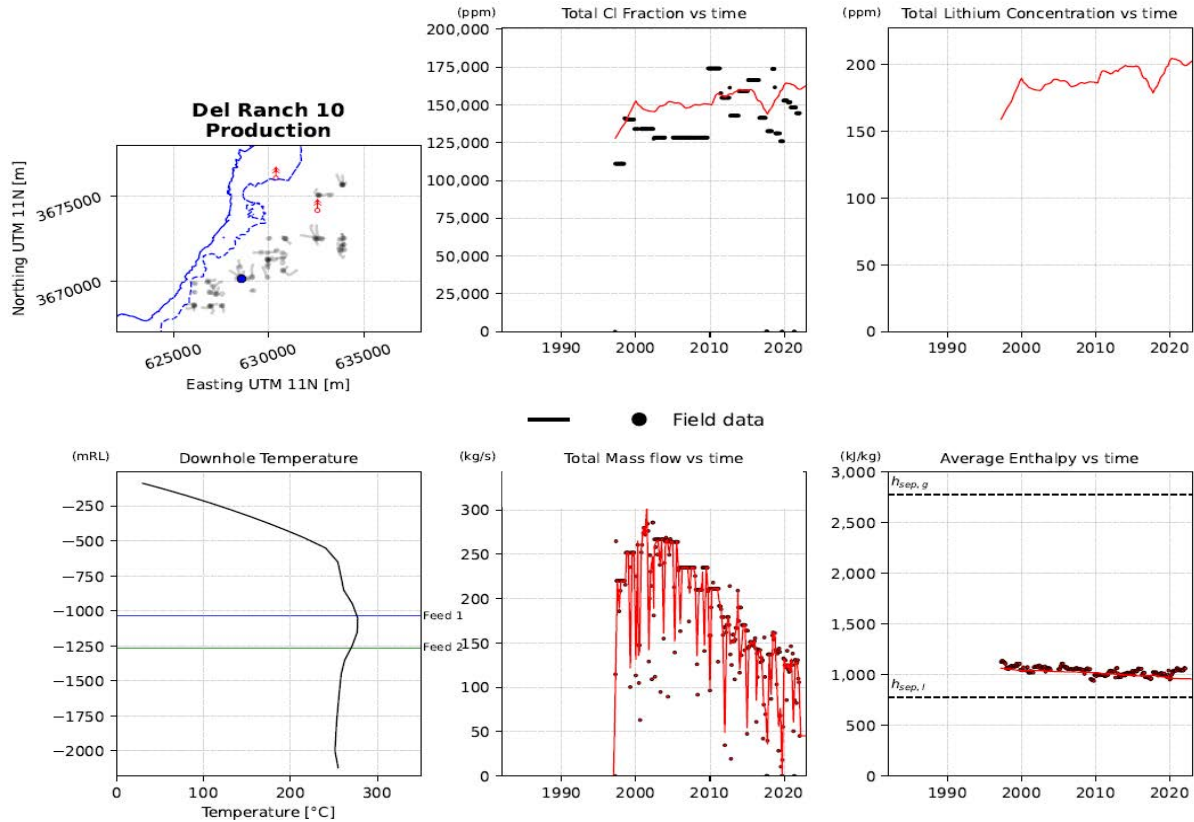 (ppm) Total Cl Fraction vs time
200,000
175,000
150,000
125,000
100,000
75,000
50,000
25,000
0
1990 2000 2010 2020
(ppm) Total Lithium Concentration vs time
200
150
100
50
0
1990 2000 2010 2020
Del Ranch 10
Production
Northing UTM 11N [m]
3675000
3670000
625000 630000 635000
Easting UTM 11N [m]
Field data
(mRL) Downhole Temperature
−250
−500
−750
−1000
−1250
−1500
−1750
−2000
Feed 1
Feed 2
0 100 200 300
Temperature [°C]
(kg/s) Total Mass flow vs time
300
250
200
150
100
50
0
1990 2000 2010 2020
(kJ/kg) Average Enthalpy vs time
3,000
2,500
2,000
1,500
1,000
500
0
h_sep, g
h_sep, l
1990 2000 2010 2020